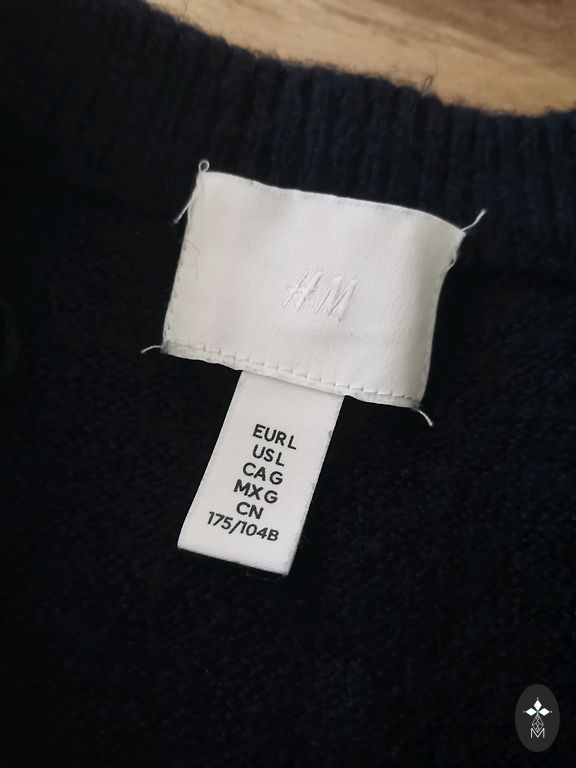 H&M
EUR L
US L
CA G
MX G
CN
175/104B
M